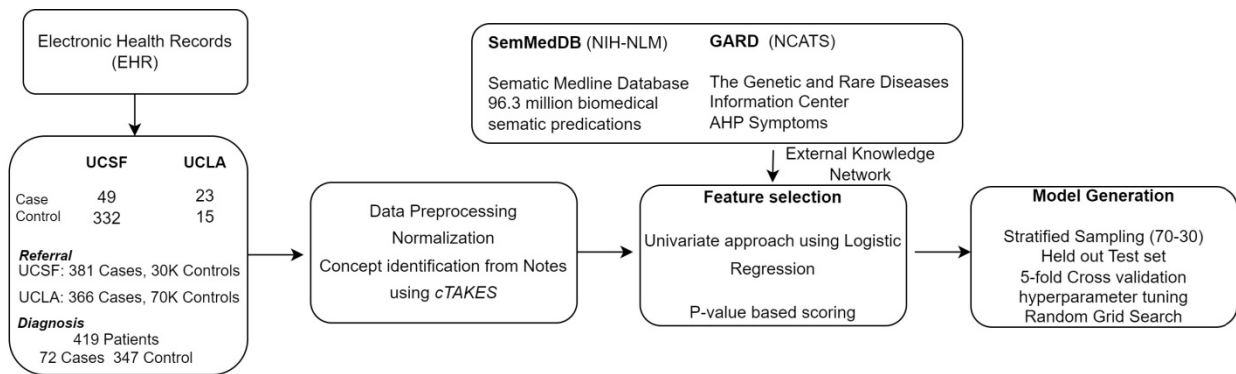 Electronic Health Records
(EHR)
UCSF UCLA
Case 49 23
Control 332 15
Referral
UCSF: 381 Cases, 30K Controls
UCLA: 366 Cases, 70K Controls
Diagnosis
419 Patients
72 Cases 347 Control
Data Preprocessing
Normalization
Concept identification from Notes
using cTAKES
SemMedDB (NIH-NLM)
Sematic Medline Database
96.3 million biomedical
sematic predications
GARD (NCATS)
The Genetic and Rare Diseases
Information Center
AHP Symptoms
External Knowledge
Network
Feature selection
Univariate approach using Logistic
Regression
P-value based scoring
Model Generation
Stratified Sampling (70-30)
Held out Test set
5-fold Cross validation
hyperparameter tuning
Random Grid Search